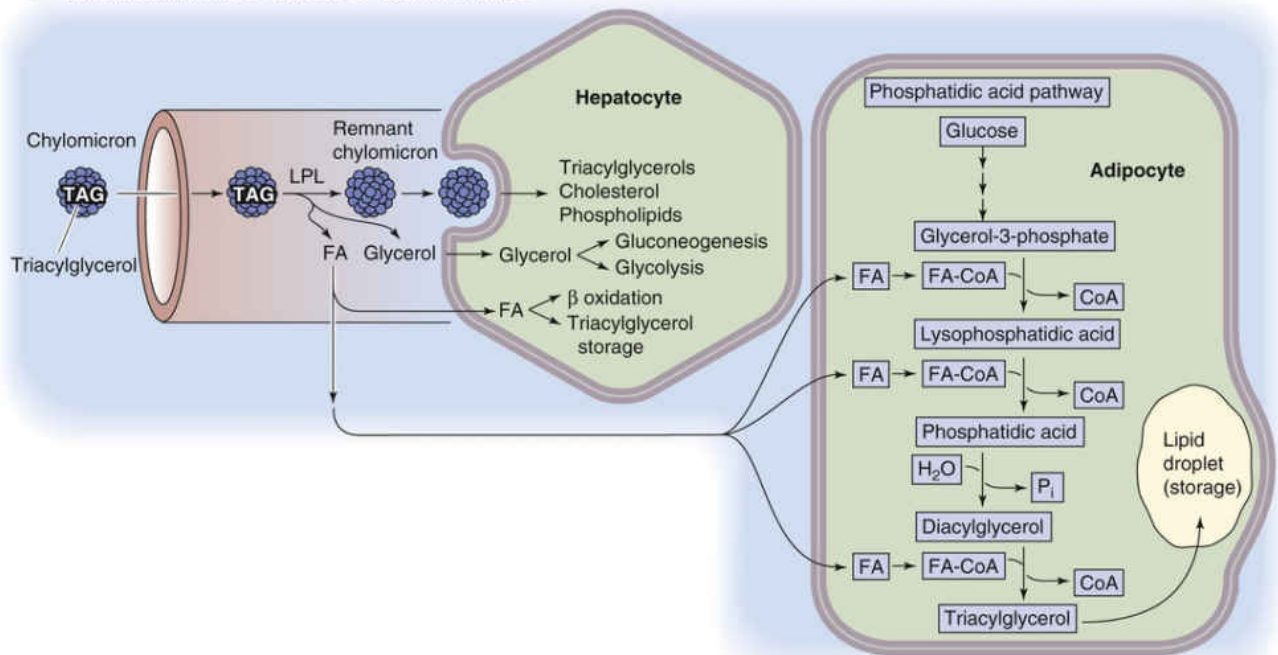 Chylomicron
TAG
Triacylglycerol
TAG
LPL
Remnant
chylomicron
FA
Glycerol
Hepatocyte
Triacylglycerols
Cholesterol
Phospholipids
Glycerol
Gluconeogenesis
Glycolysis
FA
β oxidation
Triacylglycerol
storage
Adipocyte
Phosphatidic acid pathway
Glucose
Glycerol-3-phosphate
FA
FA-CoA
CoA
Lysophosphatidic acid
FA
FA-CoA
CoA
Phosphatidic acid
H₂O
Pᵢ
Diacylglycerol
FA
FA-CoA
CoA
Triacylglycerol
Lipid
droplet
(storage)